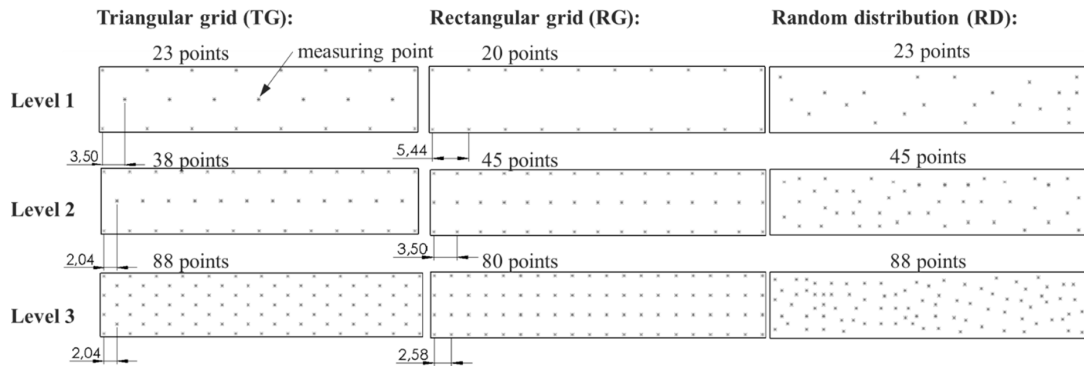 Triangular grid (TG): Rectangular grid (RG): Random distribution (RD):
23 points measuring point 20 points 23 points
Level 1
3,50 5,44
38 points 45 points 45 points
Level 2
2,04 3,50
88 points 80 points 88 points
Level 3
2,04 2,58